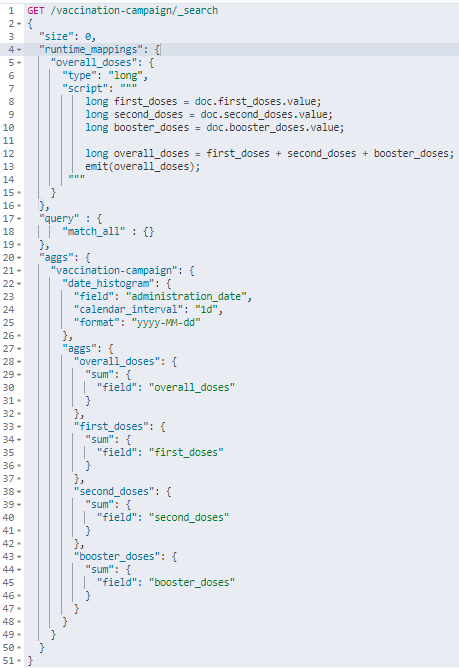 1 GET /vaccination-campaign/_search
2 {
3   "size": 0,
4   "runtime_mappings": {
5     "overall_doses": {
6       "type": "long",
7       "script": """
8           long first_doses = doc.first_doses.value;
9           long second_doses = doc.second_doses.value;
10           long booster_doses = doc.booster_doses.value;
11
12           long overall_doses = first_doses + second_doses + booster_doses;
13           emit(overall_doses);
14        """
15     }
16   },
17   "query" : {
18       "match_all" : {}
19   },
20   "aggs": {
21     "vaccination-campaign": {
22       "date_histogram": {
23         "field": "administration_date",
24         "calendar_interval": "1d",
25         "format": "yyyy-MM-dd"
26       },
27       "aggs": {
28         "overall_doses": {
29           "sum": {
30             "field": "overall_doses"
31           }
32         },
33         "first_doses": {
34           "sum": {
35             "field": "first_doses"
36           }
37         },
38         "second_doses": {
39           "sum": {
40             "field": "second_doses"
41           }
42         },
43         "booster_doses": {
44           "sum": {
45             "field": "booster_doses"
46           }
47         }
48       }
49     }
50   }
51 }